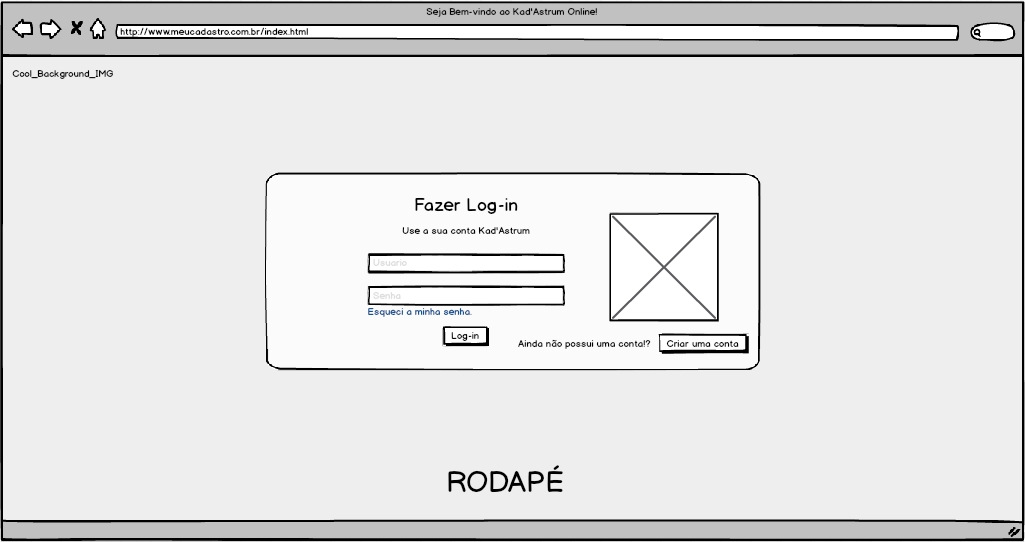 Seja Bem-vindo ao Kad'Astrum Online!
http://www.meucadastro.com.br/index.html
Cool_Background_IMG
Fazer Log-in
Use a sua conta Kad'Astrum
Usuario
Senha
Esqueci a minha senha.
Log-in
Ainda não possui uma conta!?
Criar uma conta
RODAPÉ